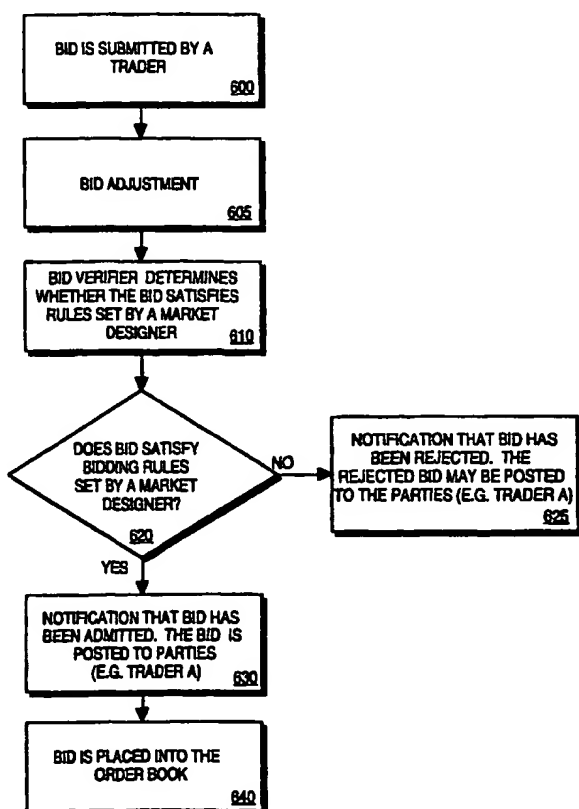 BID IS SUBMITTED BY A
TRADER
600
BID ADJUSTMENT
605
BID VERIFIER DETERMINES
WHETHER THE BID SATISFIES
RULES SET BY A MARKET
DESIGNER
610
DOES BID SATISFY
BIDDING RULES
SET BY A MARKET
DESIGNER?
620
NO
NOTIFICATION THAT BID HAS
BEEN REJECTED. THE
REJECTED BID MAY BE POSTED
TO THE PARTIES (E.G. TRADER A)
625
YES
NOTIFICATION THAT BID HAS
BEEN ADMITTED. THE BID IS
POSTED TO PARTIES
(E.G. TRADER A)
630
BID IS PLACED INTO THE
ORDER BOOK
640